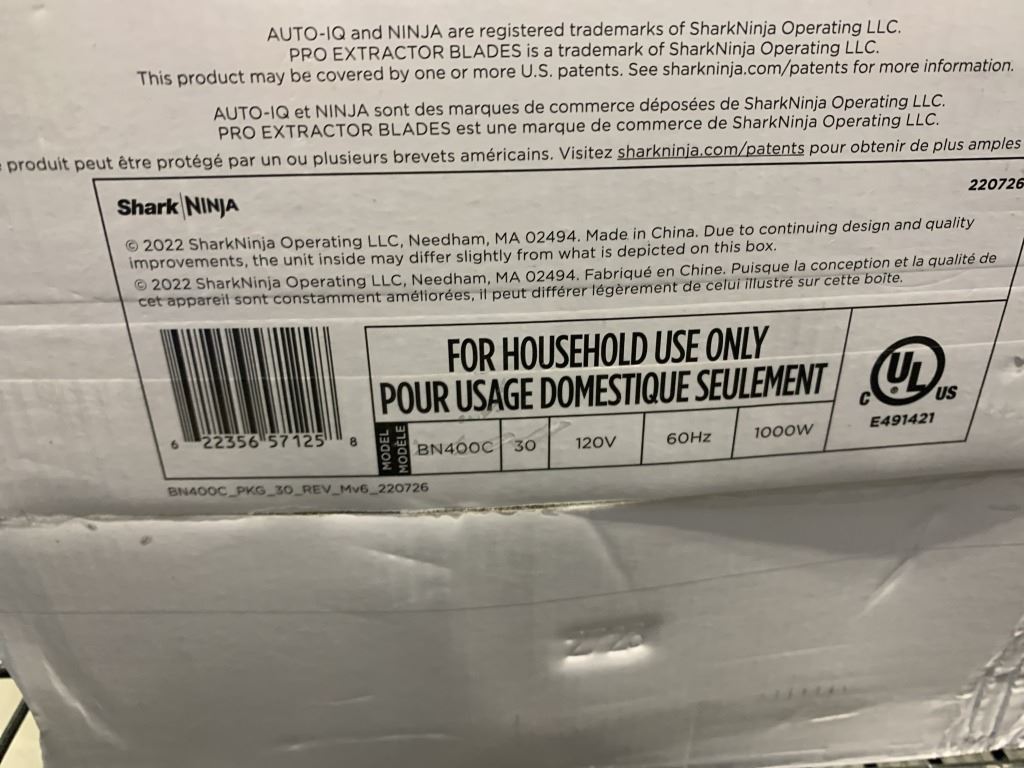 AUTO-IQ and NINJA are registered trademarks of SharkNinja Operating LLC.
PRO EXTRACTOR BLADES is a trademark of SharkNinja Operating LLC.
This product may be covered by one or more U.S. patents. See sharkninja.com/patents for more information.
AUTO-IQ et NINJA sont des marques de commerce déposées de SharkNinja Operating LLC.
PRO EXTRACTOR BLADES est une marque de commerce de SharkNinja Operating LLC.
produit peut être protégé par un ou plusieurs brevets américains. Visitez sharkninja.com/patents pour obtenir de plus amples
220726
Shark NINJA
© 2022 SharkNinja Operating LLC, Needham, MA 02494. Made in China. Due to continuing design and quality
improvements, the unit inside may differ slightly from what is depicted on this box.
© 2022 SharkNinja Operating LLC, Needham, MA 02494. Fabriqué en Chine. Puisque la conception et la qualité de
cet appareil sont constamment améliorées, il peut différer légèrement de celui illustré sur cette boîte.
FOR HOUSEHOLD USE ONLY
POUR USAGE DOMESTIQUE SEULEMENT
C UL US
E491421
6 22356 57125 8
MODEL
MODÈLE
BN400C 30 120V 60Hz 1000W
BN400C_PKG_30_REV_Mv6_220726